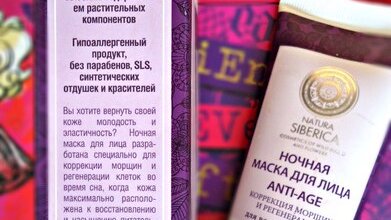 ем растительных
компонентов
Гипоаллергенный
продукт,
без парабенов, SLS,
синтетических
отдушек и красителей
Вы хотите вернуть своей
коже молодость и
эластичность? Ночная
маска для лица разра-
ботана специально для
коррекции морщин и
регенерации клеток во
время сна, когда кожа
максимально располо-
жена к восстановлению
NATURA
SIBERICA
НОЧНАЯ
МАСКА ДЛЯ ЛИЦА
ANTI-AGE
КОРРЕКЦИЯ МОРЩИН
И РЕГЕНЕРАЦИЯ